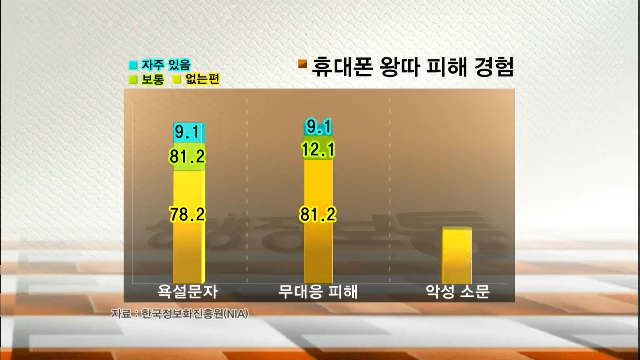 자주 있음
보통 없는편
휴대폰 왕따 피해 경험
9.1
81.2
78.2
9.1
12.1
81.2
욕설문자 무대응 피해 악성 소문
자료 : 한국정보화진흥원(NIA)